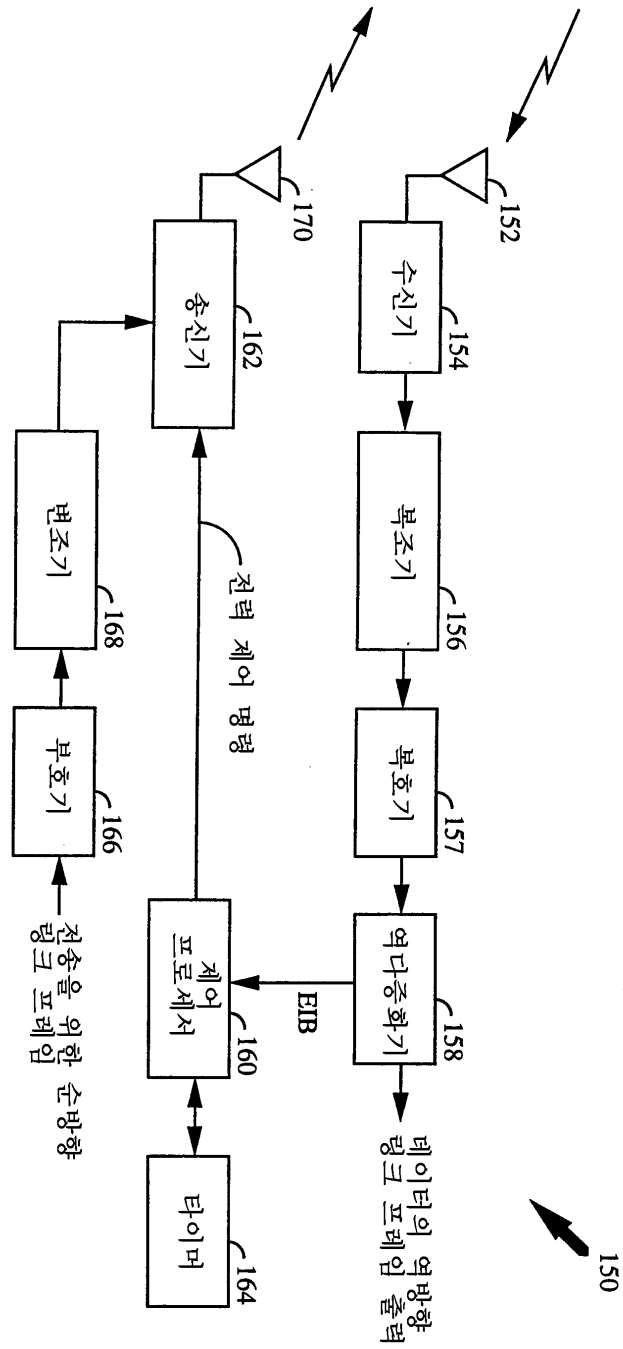 150
152
154
156
157
158
수신기
복조기
복호기
역다중화기
데이터의 역방향
링크 프레임 출력
EIB
170
162
전력 제어 명령
160
164
송신기
제어
프로세서
타이머
168
166
변조기
부호기
전송을 위한 순방향
링크 프레임